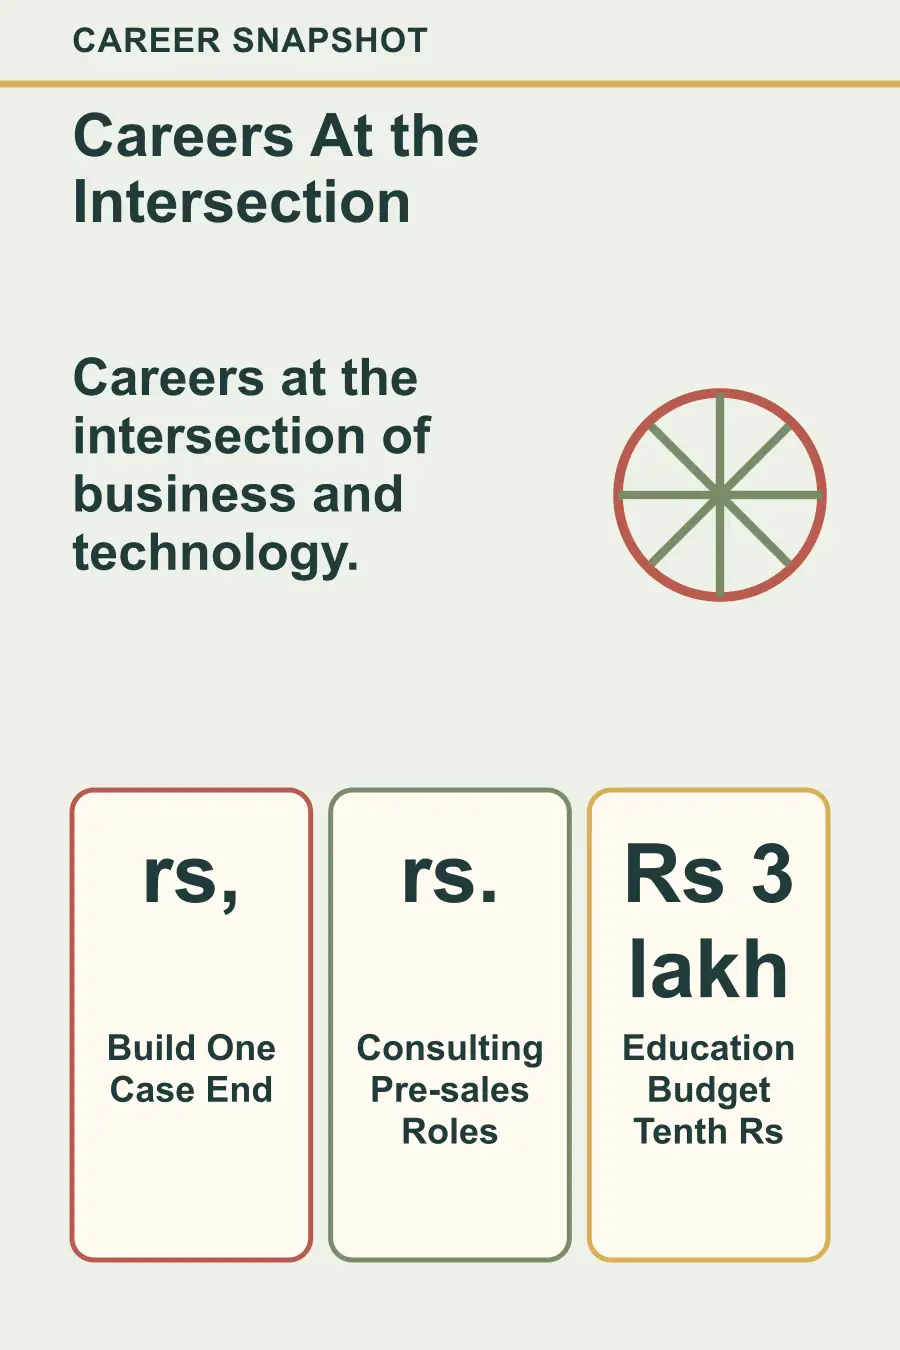 CAREER SNAPSHOT
Careers At the
Intersection
Careers at the
intersection of
business and
technology.
rs,
Build One
Case End
rs.
Consulting
Pre-sales
Roles
Rs 3
lakh
Education
Budget
Tenth Rs